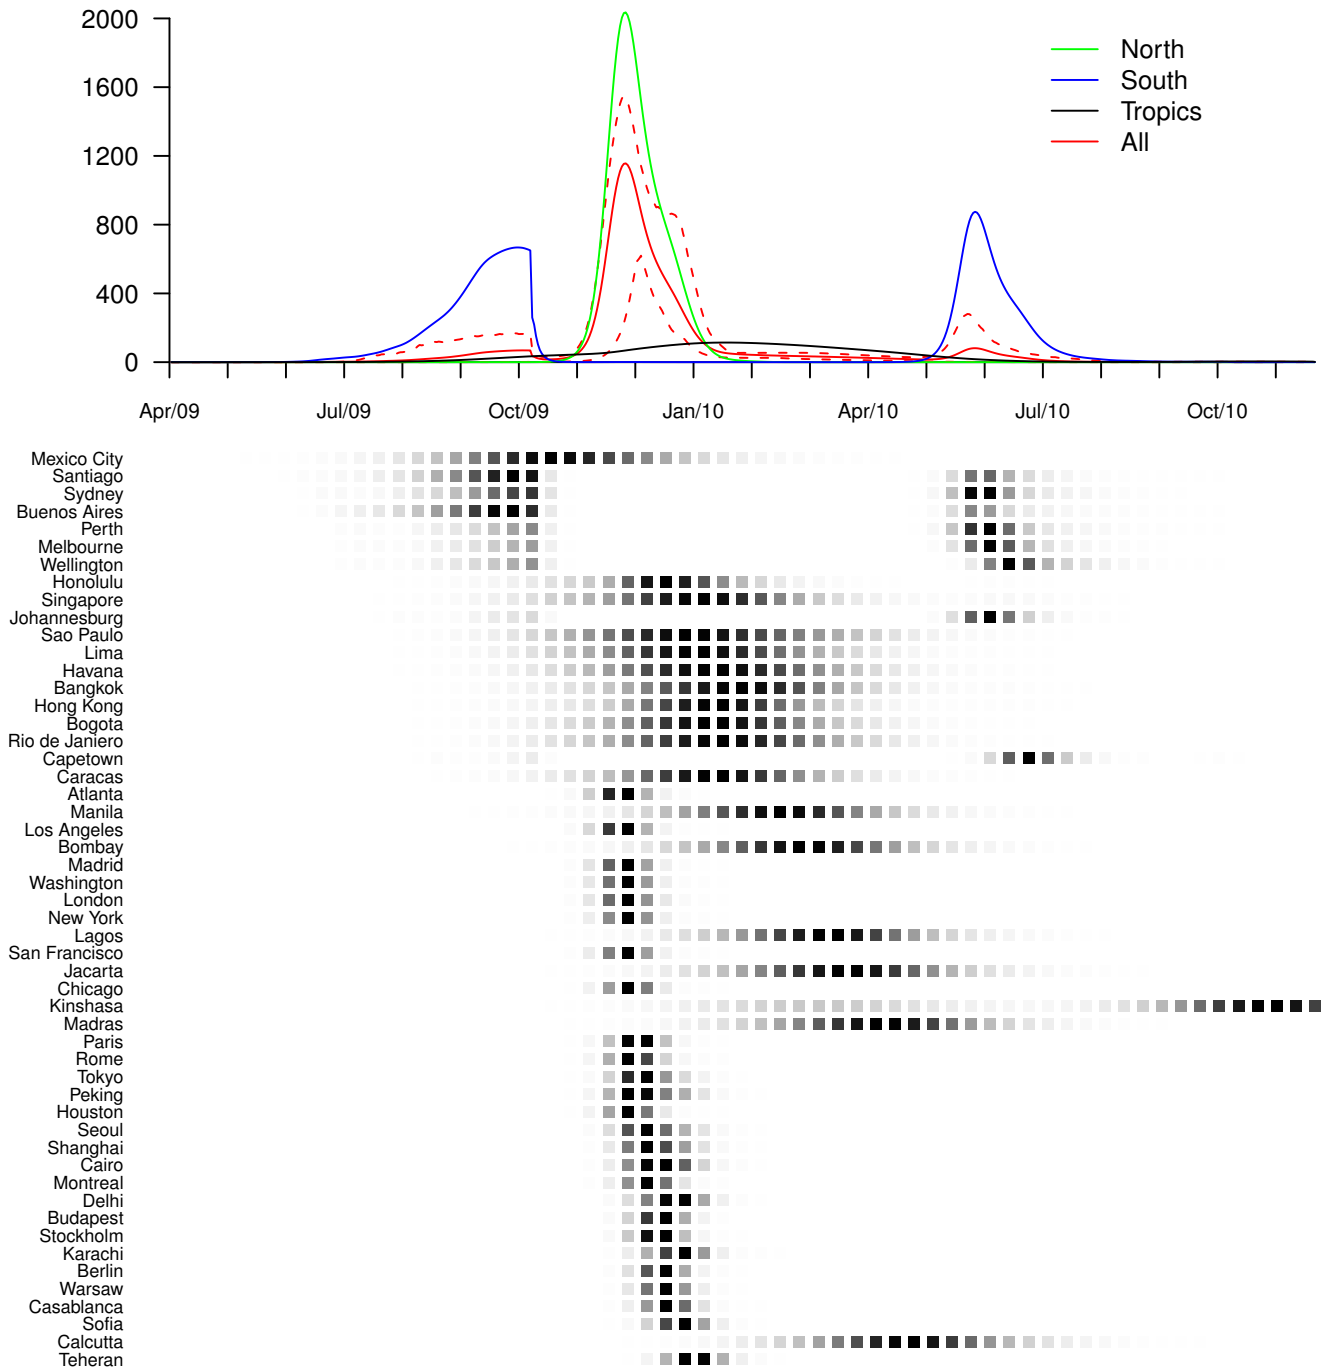 2000
1600
1200
800
400
0
North
South
Tropics
All
Apr/09 Jul/09 Oct/09 Jan/10 Apr/10 Jul/10 Oct/10
Mexico City
Santiago
Sydney
Buenos Aires
Perth
Melbourne
Wellington
Honolulu
Singapore
Johannesburg
Sao Paulo
Lima
Havana
Bangkok
Hong Kong
Bogota
Rio de Janiero
Capetown
Caracas
Atlanta
Manila
Los Angeles
Bombay
Madrid
Washington
London
New York
Lagos
San Francisco
Jacarta
Chicago
Kinshasa
Madras
Paris
Rome
Tokyo
Peking
Houston
Seoul
Shanghai
Cairo
Montreal
Delhi
Budapest
Stockholm
Karachi
Berlin
Warsaw
Casablanca
Sofia
Calcutta
Teheran